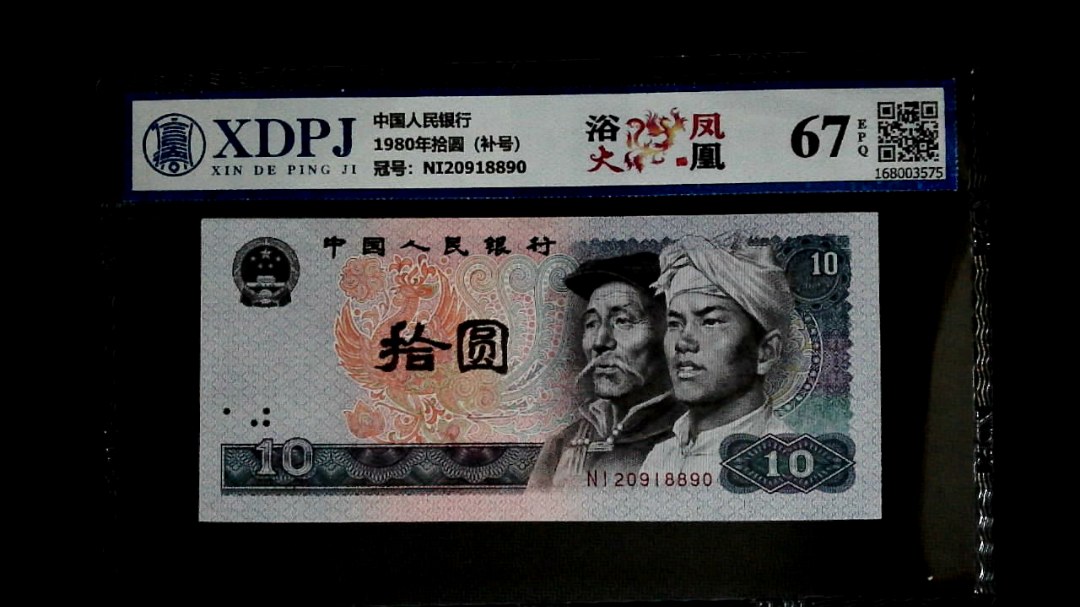 XDPJ
XIN DE PING JI
中国人民银行
1980年拾圆（补号）
冠号：NI20918890
浴火
凤凰
67
EPQ
168003575
中国人民银行
10
拾圆
10
NI20918890
10